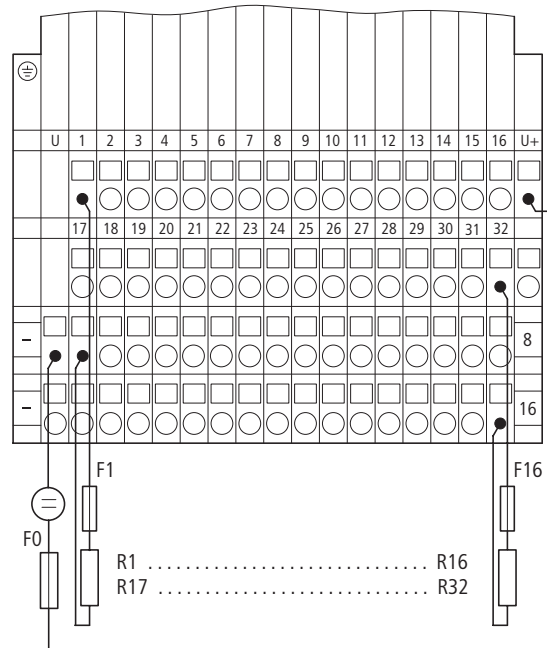 U 1 2 3 4 5 6 7 8 9 10 11 12 13 14 15 16 U+
17 18 19 20 21 22 23 24 25 26 27 28 29 30 31 32
- 8
- 16
F1 F16
F0
R1 . . . . . . . . . . . . . . . . . . . . . . . . . . . . . R16
R17 . . . . . . . . . . . . . . . . . . . . . . . . . . . . R32